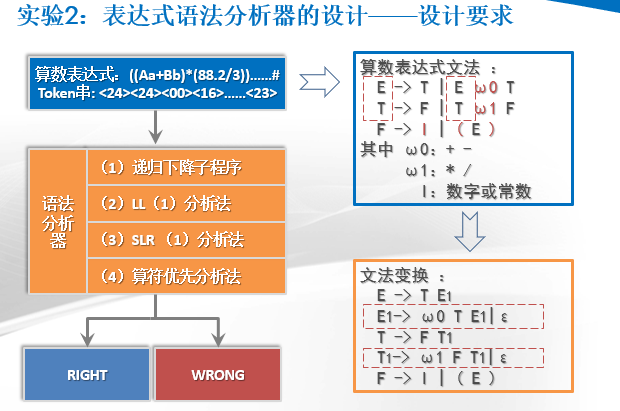 实验2：表达式语法分析器的设计——设计要求
算数表达式：((Aa+Bb)*(88.2/3))……#
Token串: <24><24><00><16>……<23>
语法分析器
（1）递归下降子程序
（2）LL（1）分析法
（3）SLR（1）分析法
（4）算符优先分析法
RIGHT
WRONG
算数表达式文法 ：
E -> T | E ω0 T
T -> F | T ω1 F
F -> I | ( E )
其中 ω0：+ -
ω1：* /
I：数字或常数
文法变换 ：
E -> T E1
E1-> ω0 T E1|ε
T -> F T1
T1-> ω1 F T1|ε
F -> I | ( E )